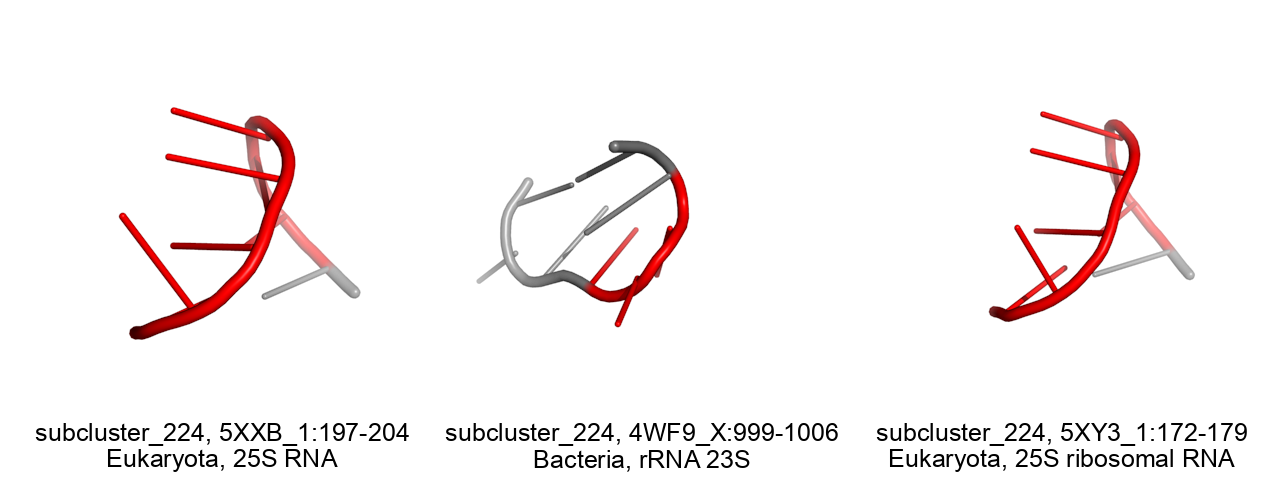 subcluster_224, 5XXB_1:197-204
Eukaryota, 25S RNA
subcluster_224, 4WF9_X:999-1006
Bacteria, rRNA 23S
subcluster_224, 5XY3_1:172-179
Eukaryota, 25S ribosomal RNA